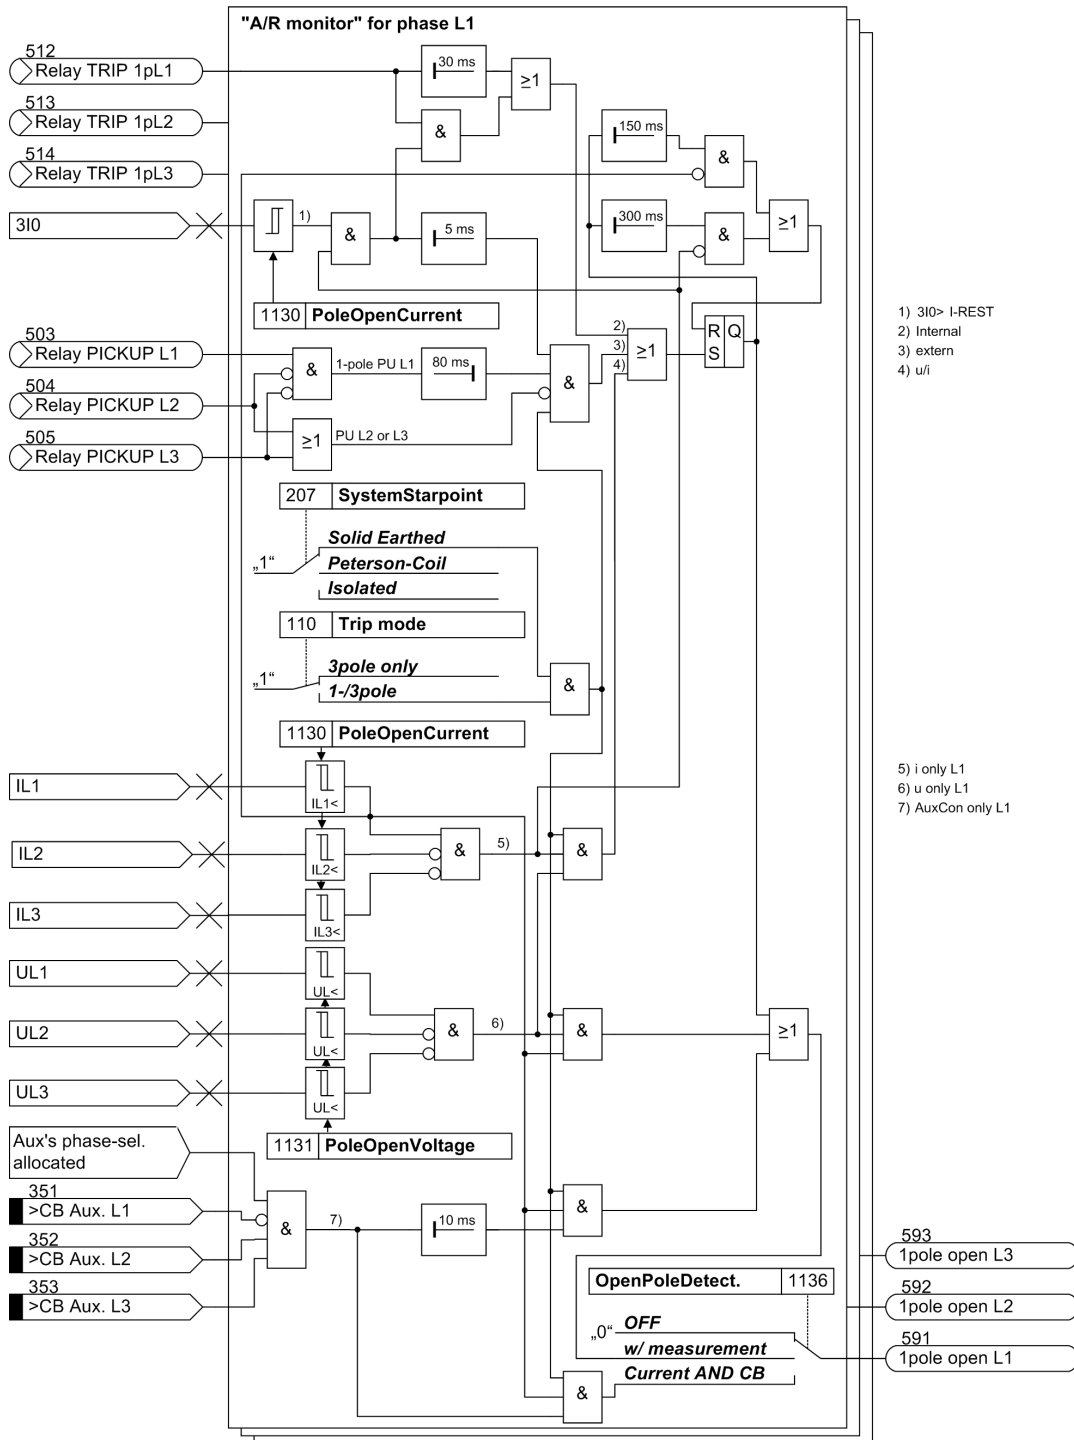 "A/R monitor" for phase L1
512
Relay TRIP 1pL1
30 ms
≥1
513
Relay TRIP 1pL2
&
150 ms
&
514
Relay TRIP 1pL3
3I0
1)
&
5 ms
300 ms
&
≥1
1130 PoleOpenCurrent
1) 3I0> I-REST
2) Internal
3) extern
4) u/i
503
Relay PICKUP L1
&
1-pole PU L1
80 ms
&
2)
3)
4)
≥1
R Q
S
504
Relay PICKUP L2
505
Relay PICKUP L3
≥1
PU L2 or L3
207 SystemStarpoint
„1“
Solid Earthed
Peterson-Coil
Isolated
110 Trip mode
„1“
3pole only
1-/3pole
&
1130 PoleOpenCurrent
5) i only L1
6) u only L1
7) AuxCon only L1
IL1
IL1<
IL2
IL2<
&
5)
&
IL3
IL3<
UL1
UL<
UL2
UL<
&
6)
&
≥1
UL3
UL<
1131 PoleOpenVoltage
Aux's phase-sel.
allocated
351
>CB Aux. L1
&
7)
10 ms
&
352
>CB Aux. L2
353
>CB Aux. L3
593
1pole open L3
OpenPoleDetect. 1136
592
1pole open L2
„0“
OFF
w/ measurement
Current AND CB
591
1pole open L1
&